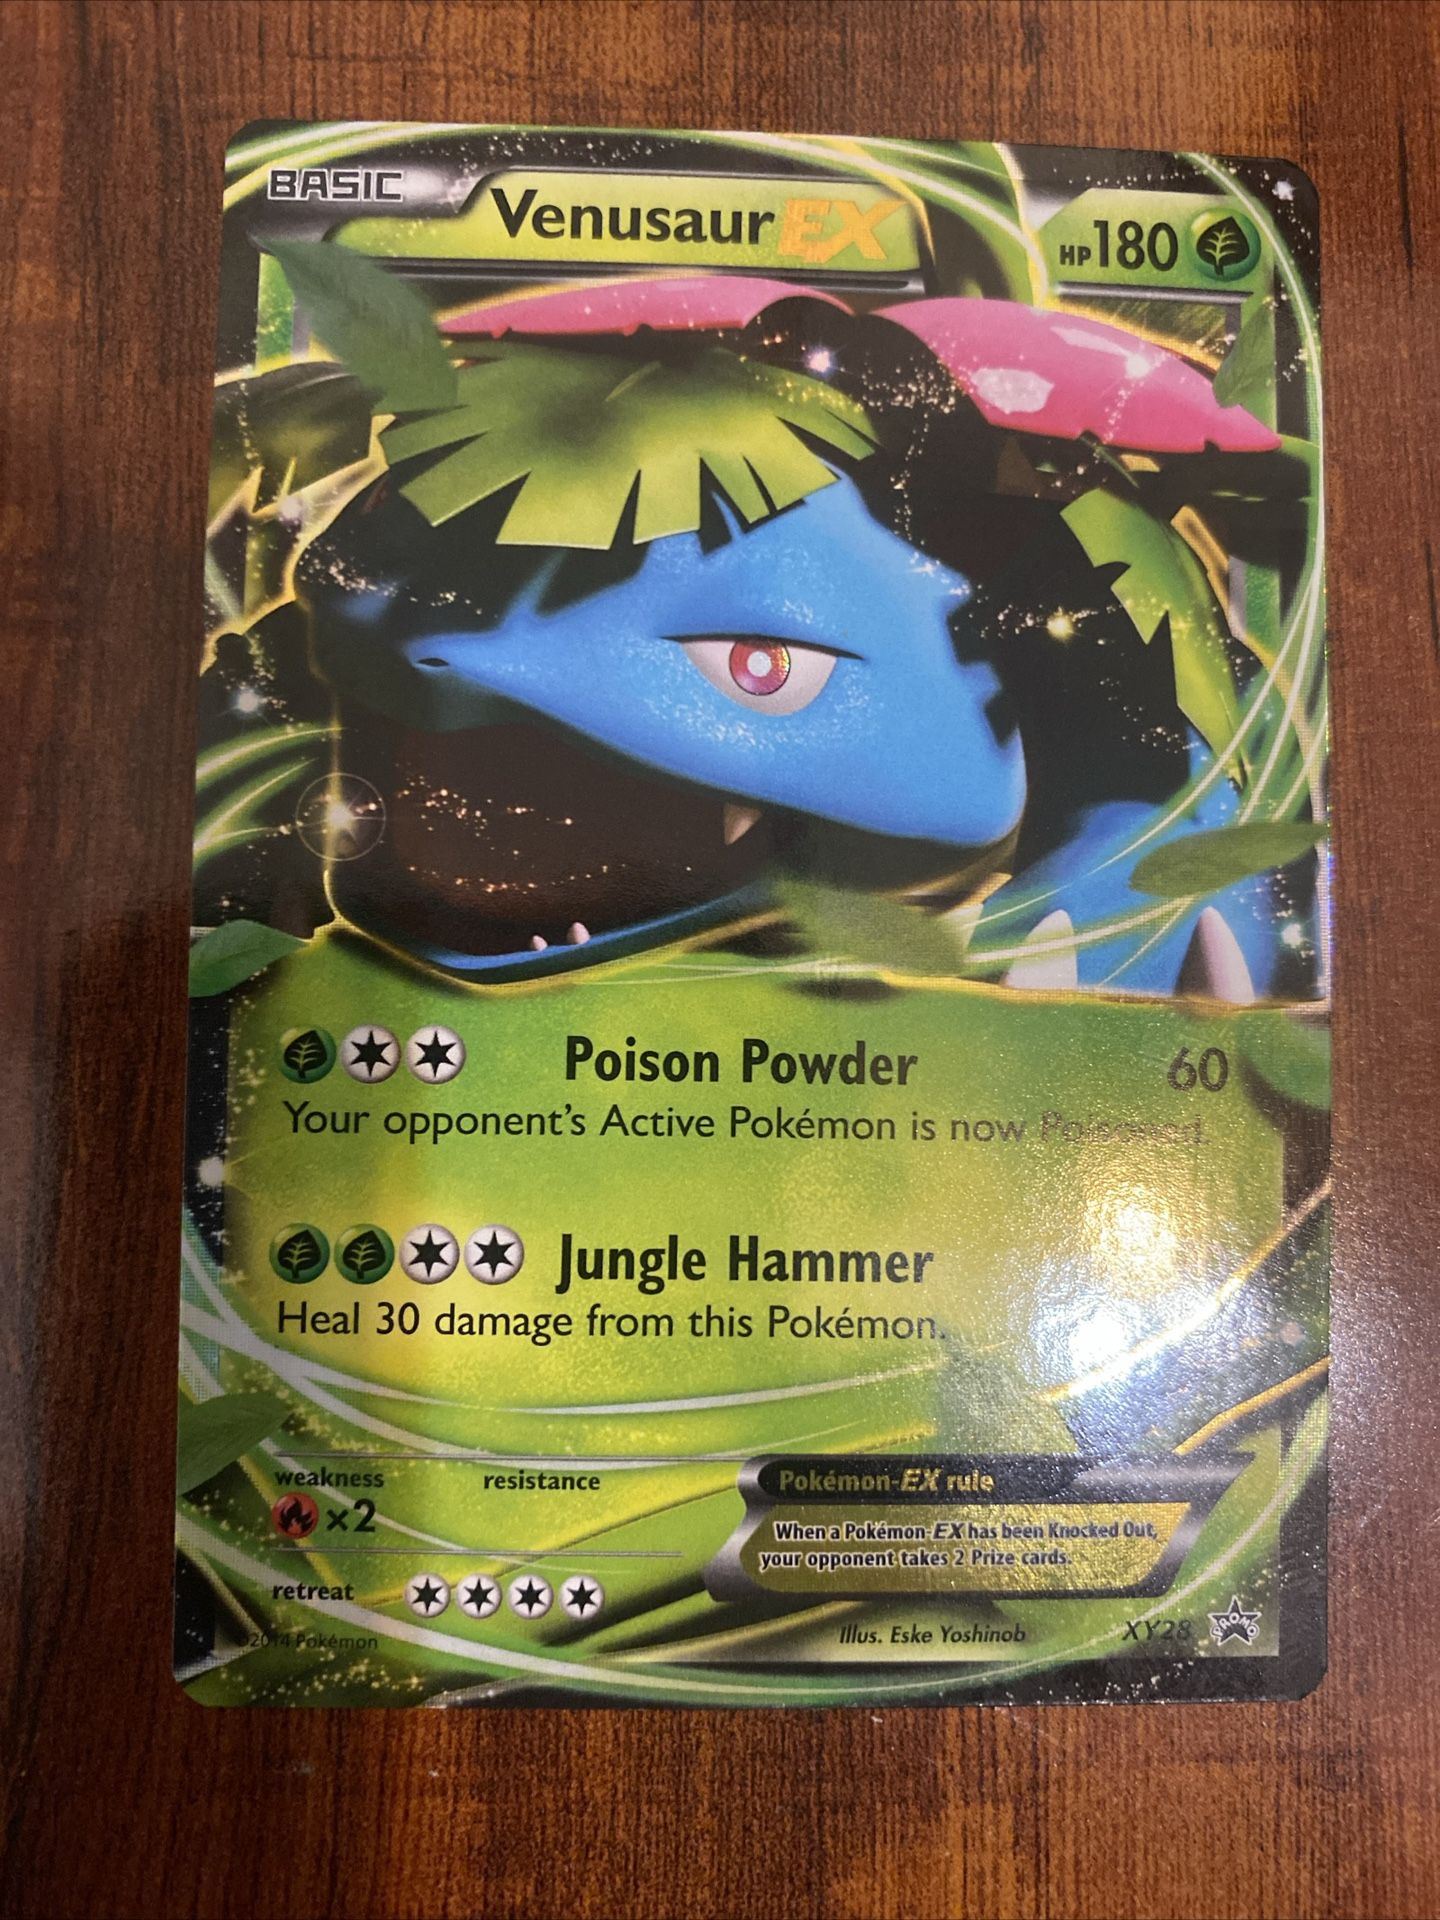 BASIC Venusaur EX HP180
Poison Powder 60
Your opponent's Active Pokémon is now Poisoned.
Jungle Hammer
Heal 30 damage from this Pokémon.
weakness resistance
×2
Pokémon-EX rule
When a Pokémon-EX has been Knocked Out,
your opponent takes 2 Prize cards.
retreat
©2014 Pokémon Illus. Eske Yoshinob XY28 PROMO